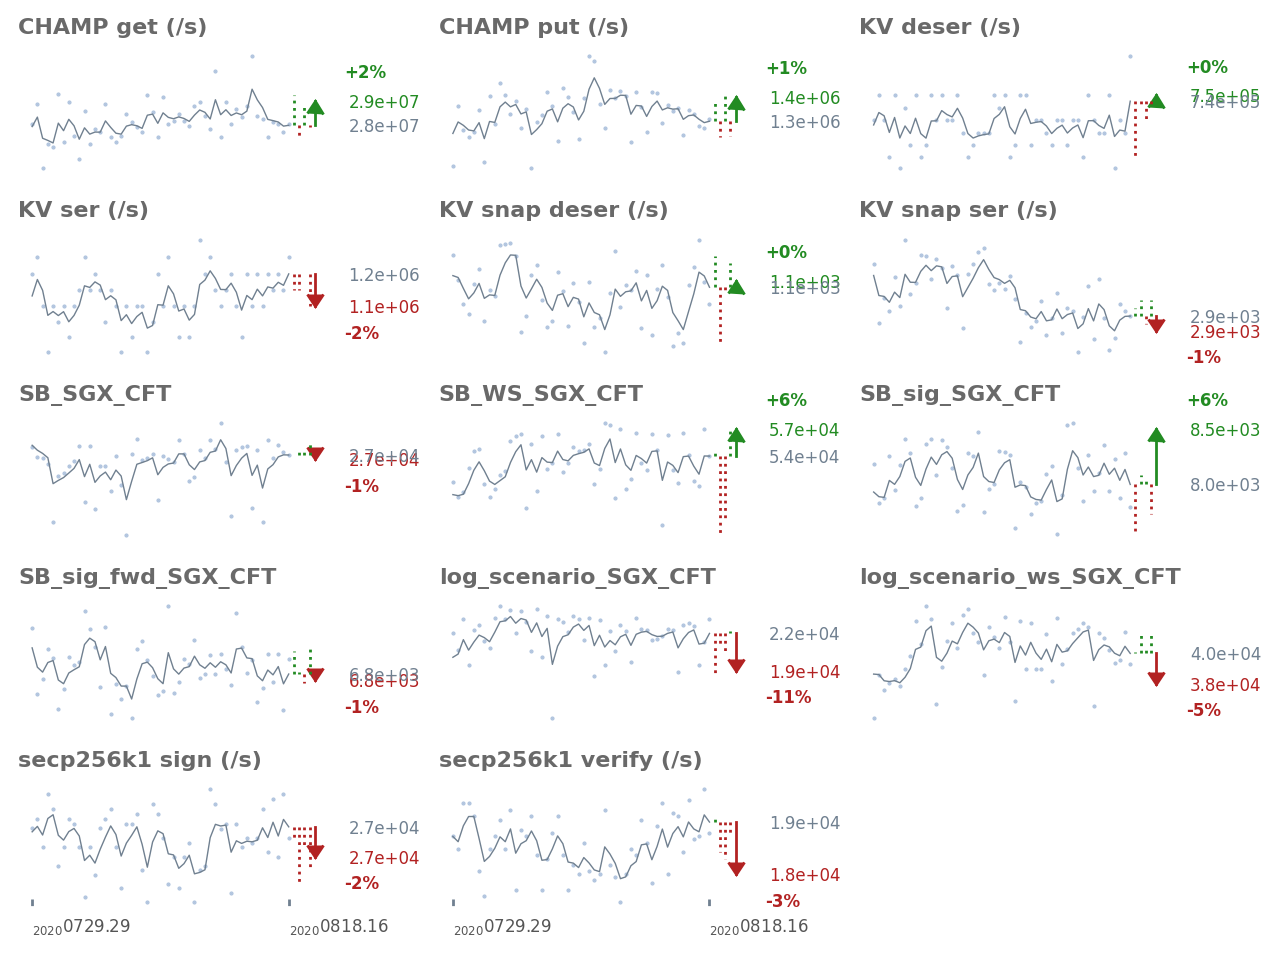 CHAMP get (/s)
+2%
2.9e+07
2.8e+07
CHAMP put (/s)
+1%
1.4e+06
1.3e+06
KV deser (/s)
+0%
7.5e+05
7.4e+05
KV ser (/s)
1.2e+06
1.1e+06
-2%
KV snap deser (/s)
+0%
1.1e+03
1.1e+03
KV snap ser (/s)
2.9e+03
2.9e+03
-1%
SB_SGX_CFT
2.7e+04
2.7e+04
-1%
SB_WS_SGX_CFT
+6%
5.7e+04
5.4e+04
SB_sig_SGX_CFT
+6%
8.5e+03
8.0e+03
SB_sig_fwd_SGX_CFT
6.8e+03
6.8e+03
-1%
log_scenario_SGX_CFT
2.2e+04
1.9e+04
-11%
log_scenario_ws_SGX_CFT
4.0e+04
3.8e+04
-5%
secp256k1 sign (/s)
2.7e+04
2.7e+04
-2%
20200729.29
20200818.16
secp256k1 verify (/s)
1.9e+04
1.8e+04
-3%
20200729.29
20200818.16